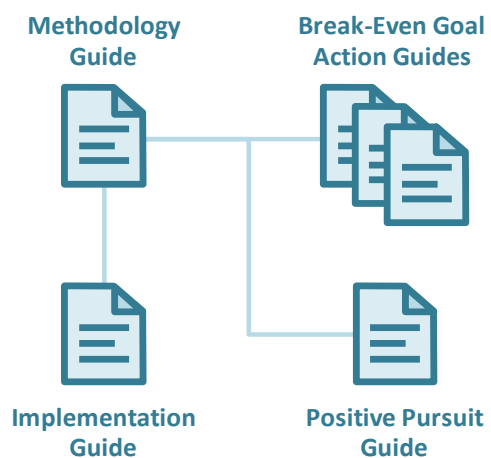 Methodology
Guide
Break-Even Goal
Action Guides
Implementation
Guide
Positive Pursuit
Guide